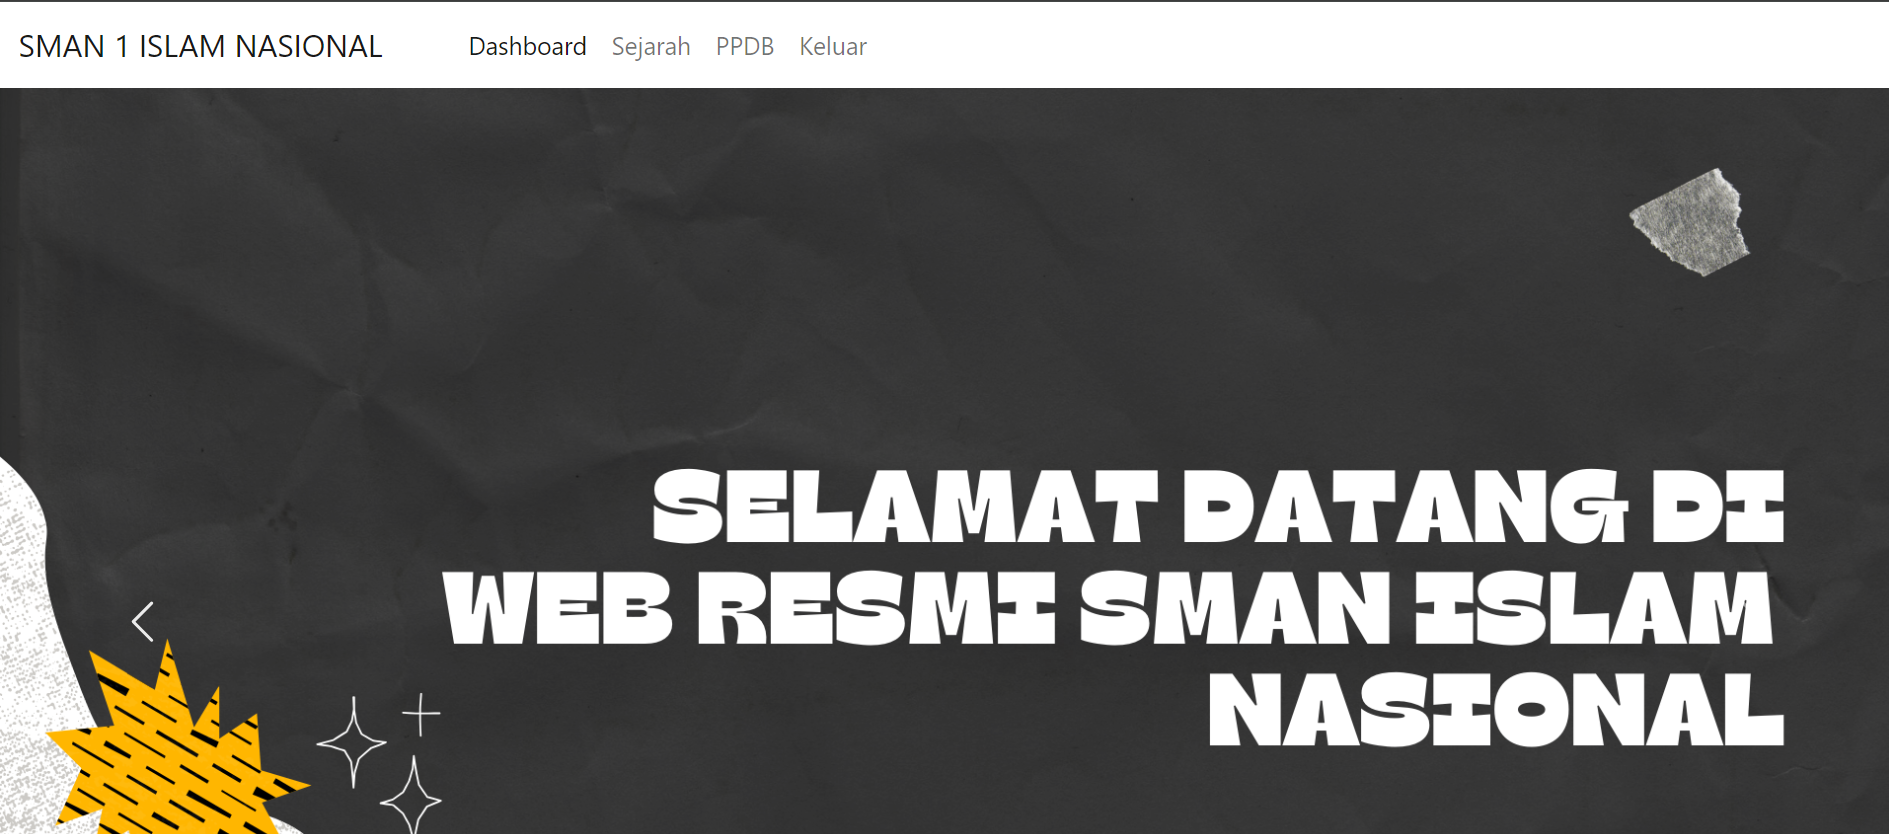 SMAN 1 ISLAM NASIONAL Dashboard Sejarah PPDB Keluar
SELAMAT DATANG DI
WEB RESMI SMAN ISLAM
NASIONAL